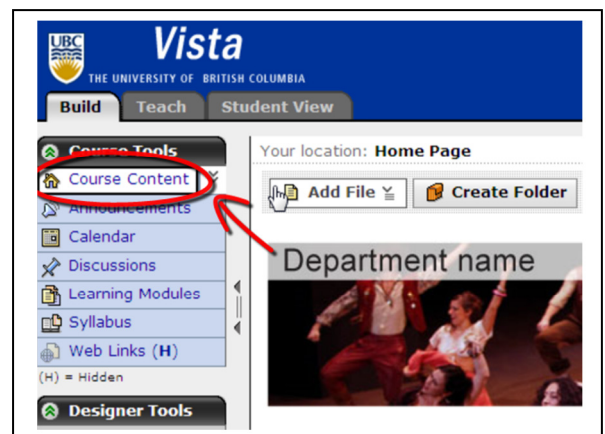 UBC
Vista
THE UNIVERSITY OF BRITISH COLUMBIA
Build Teach Student View
Course Tools
Course Content
Announcements
Calendar
Discussions
Learning Modules
Syllabus
Web Links (H)
(H) = Hidden
Designer Tools
Your location: Home Page
Add File Create Folder
Department name